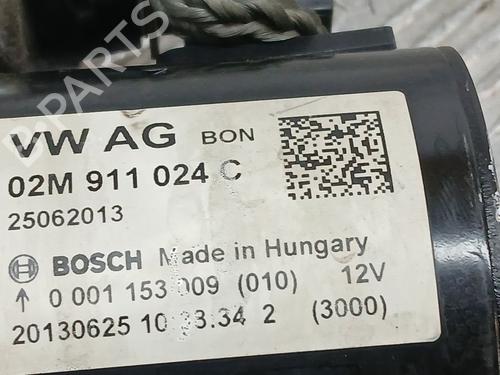 VW AG BON
02M 911 024 C
25062013
BOSCH Made in Hungary
↑ 0 001 153 009 (010) 12V
20130625 10 33.34 2 (3000)